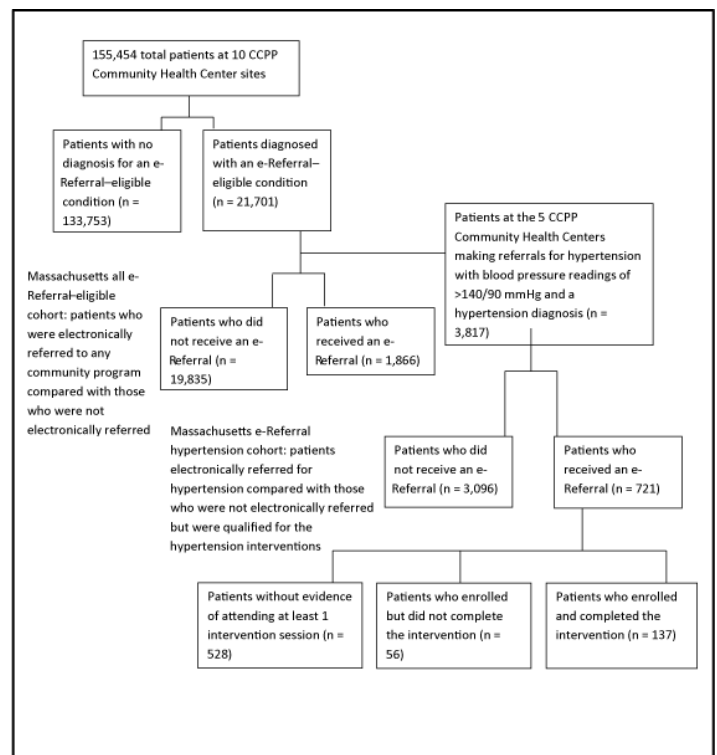 155,454 total patients at 10 CCPP
Community Health Center sites
Patients with no
diagnosis for an e-
Referral–eligible
condition (n =
133,753)
Patients diagnosed
with an e-Referral–
eligible condition
(n = 21,701)
Patients at the 5 CCPP
Community Health Centers
making referrals for hypertension
with blood pressure readings of
>140/90 mmHg and a
hypertension diagnosis (n =
3,817)
Massachusetts all e-
Referral–eligible
cohort: patients who
were electronically
referred to any
community program
compared with those
who were not
electronically referred
Patients who did
not receive an e-
Referral (n =
19,835)
Patients who
received an e-
Referral (n = 1,866)
Massachusetts e-Referral
hypertension cohort: patients
electronically referred for
hypertension compared with those
who were not electronically referred
but were qualified for the
hypertension interventions
Patients who did
not receive an e-
Referral (n = 3,096)
Patients who
received an e-
Referral (n = 721)
Patients without evidence
of attending at least 1
intervention session (n =
528)
Patients who enrolled
but did not complete
the intervention (n =
56)
Patients who enrolled
and completed the
intervention (n = 137)